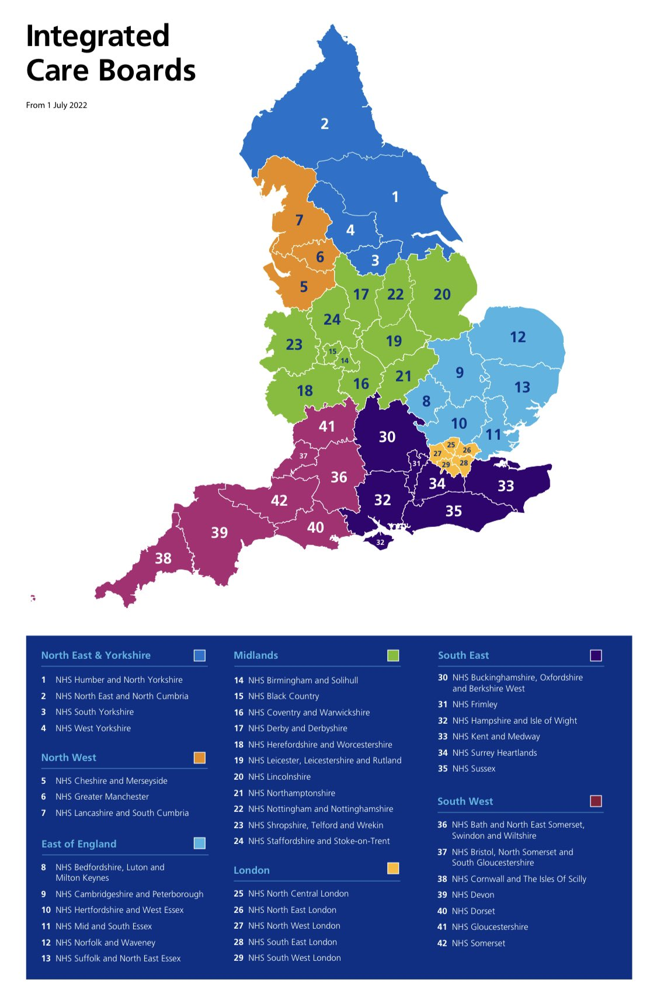 Integrated
Care Boards
From 1 July 2022
2
1
7
4
6
3
5
17
22
20
24
12
23
15
19
14
9
21
16
13
18
8
10
41
11
30
25
27
26
37
31
29
28
36
34
33
42
32
35
40
39
32
38
North East & Yorkshire
1 NHS Humber and North Yorkshire
2 NHS North East and North Cumbria
3 NHS South Yorkshire
4 NHS West Yorkshire
North West
5 NHS Cheshire and Merseyside
6 NHS Greater Manchester
7 NHS Lancashire and South Cumbria
East of England
8 NHS Bedfordshire, Luton and
Milton Keynes
9 NHS Cambridgeshire and Peterborough
10 NHS Hertfordshire and West Essex
11 NHS Mid and South Essex
12 NHS Norfolk and Waveney
13 NHS Suffolk and North East Essex
Midlands
14 NHS Birmingham and Solihull
15 NHS Black Country
16 NHS Coventry and Warwickshire
17 NHS Derby and Derbyshire
18 NHS Herefordshire and Worcestershire
19 NHS Leicester, Leicestershire and Rutland
20 NHS Lincolnshire
21 NHS Northamptonshire
22 NHS Nottingham and Nottinghamshire
23 NHS Shropshire, Telford and Wrekin
24 NHS Staffordshire and Stoke-on-Trent
London
25 NHS North Central London
26 NHS North East London
27 NHS North West London
28 NHS South East London
29 NHS South West London
South East
30 NHS Buckinghamshire, Oxfordshire
and Berkshire West
31 NHS Frimley
32 NHS Hampshire and Isle of Wight
33 NHS Kent and Medway
34 NHS Surrey Heartlands
35 NHS Sussex
South West
36 NHS Bath and North East Somerset,
Swindon and Wiltshire
37 NHS Bristol, North Somerset and
South Gloucestershire
38 NHS Cornwall and The Isles Of Scilly
39 NHS Devon
40 NHS Dorset
41 NHS Gloucestershire
42 NHS Somerset